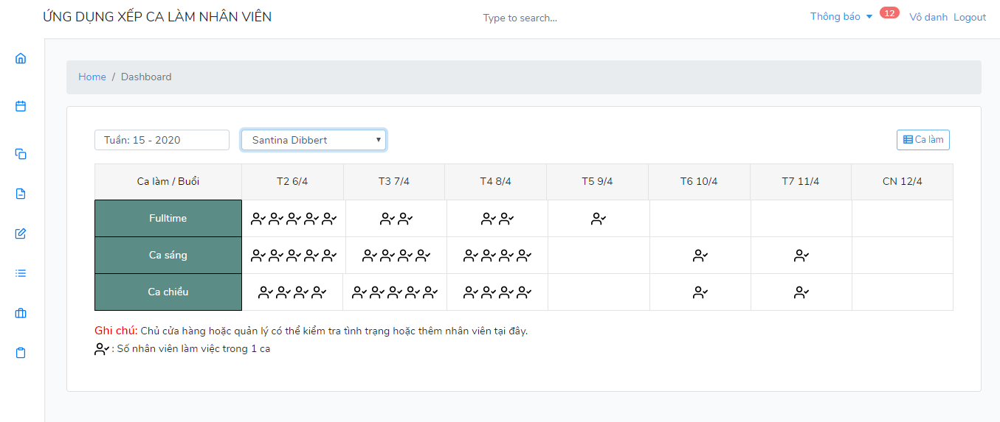 ỨNG DỤNG XẾP CA LÀM NHÂN VIÊN
Type to search...
Thông báo 12 Vô danh Logout
Home / Dashboard
Tuần: 15 - 2020
Santina Dibbert
Ca làm
Ca làm / Buổi T2 6/4 T3 7/4 T4 8/4 T5 9/4 T6 10/4 T7 11/4 CN 12/4
Fulltime
Ca sáng
Ca chiều
Ghi chú: Chủ cửa hàng hoặc quản lý có thể kiểm tra tình trạng hoặc thêm nhân viên tại đây.
: Số nhân viên làm việc trong 1 ca